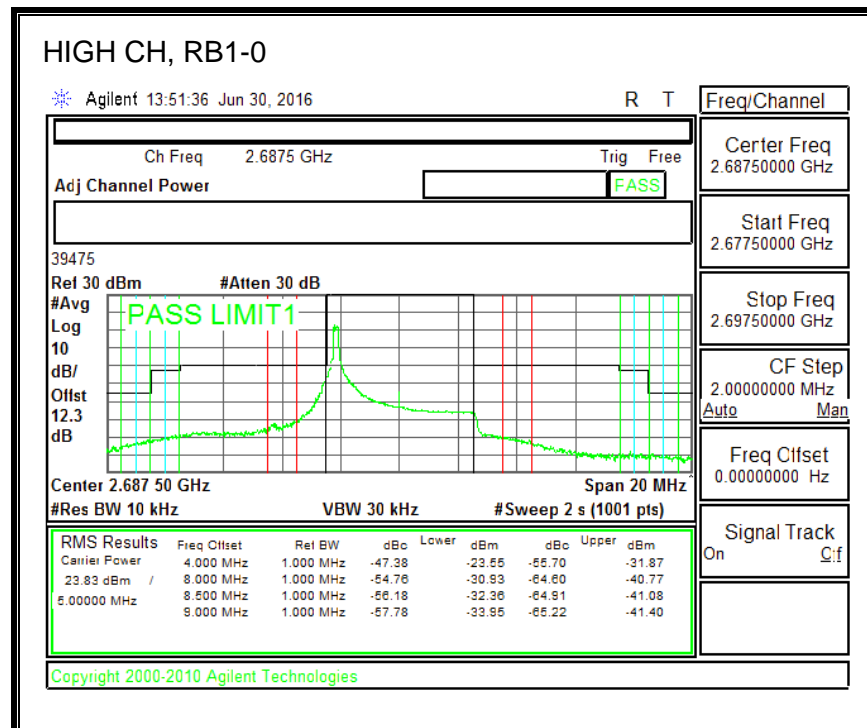 HIGH CH, RB1-0
Agilent 13:51:36 Jun 30, 2016 R T
Freq/Channel
Ch Freq 2.6875 GHz Trig Free
Adj Channel Power PASS
39475
Ref 30 dBm #Atten 30 dB
#Avg
Log
10
dB/
Offst
12.3
dB
PASS LIMIT1
Center 2.687 50 GHz Span 20 MHz
#Res BW 10 kHz VBW 30 kHz #Sweep 2 s (1001 pts)
RMS Results Freq Offset Ref BW dBc Lower dBm dBc Upper dBm
Carrier Power 4.000 MHz 1.000 MHz -47.38 -23.55 -55.70 -31.87
23.83 dBm / 8.000 MHz 1.000 MHz -54.76 -30.93 -64.60 -40.77
5.00000 MHz 8.500 MHz 1.000 MHz -56.18 -32.36 -64.91 -41.08
9.000 MHz 1.000 MHz -57.78 -33.95 -65.22 -41.40
Copyright 2000-2010 Agilent Technologies
Center Freq
2.68750000 GHz
Start Freq
2.67750000 GHz
Stop Freq
2.69750000 GHz
CF Step
2.00000000 MHz
Auto Man
Freq Offset
0.00000000 Hz
Signal Track
On Off